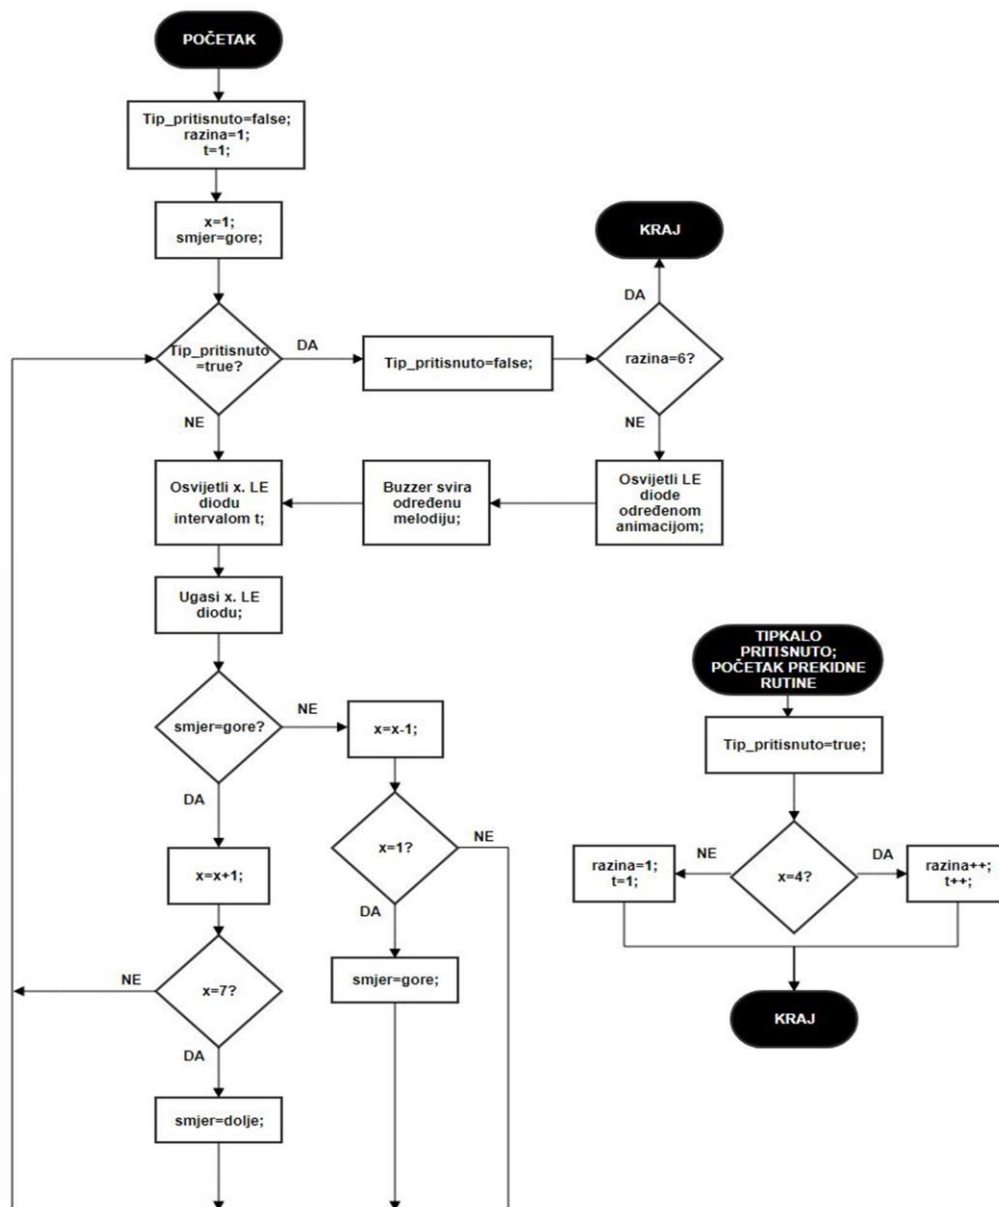 POČETAK
Tip_pritisnuto=false;
razina=1;
t=1;
x=1;
smjer=gore;
Tip_pritisnuto
=true?
DA
NE
Tip_pritisnuto=false;
razina=6?
DA
KRAJ
NE
Osvijetli LE
diode
određenom
animacijom;
Buzzer svira
određenu
melodiju;
Osvijetli x. LE
diodu
intervalom t;
Ugasi x. LE
diodu;
smjer=gore?
NE
DA
x=x-1;
x=1?
NE
DA
smjer=gore;
x=x+1;
x=7?
NE
DA
smjer=dolje;
TIPKALO
PRITISNUTO;
POČETAK PREKIDNE
RUTINE
Tip_pritisnuto=true;
x=4?
NE
DA
razina=1;
t=1;
razina++;
t++;
KRAJ